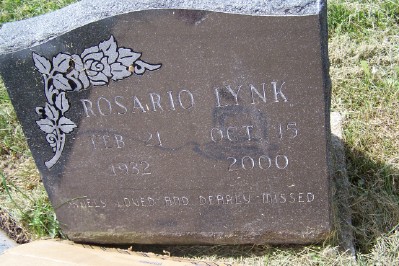 ROSARIO LYNK
FEB 21 OCT 15
1932 2000
LOVED AND DEARLY MISSED